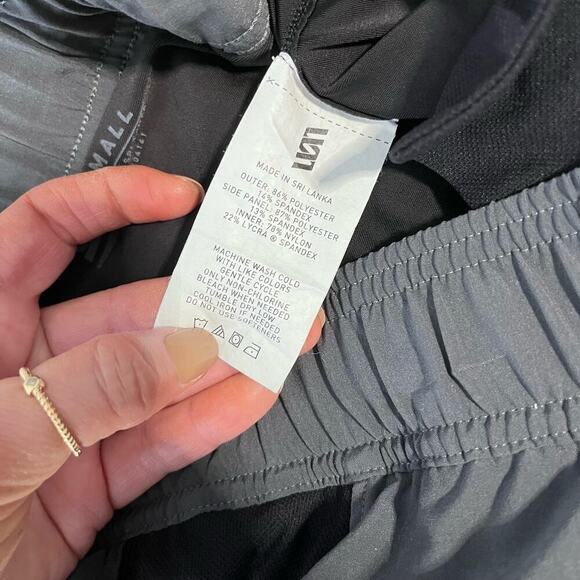 MADE IN SRI LANKA
OUTER: 86% POLYESTER
14% SPANDEX
SIDE PANEL: 87% POLYESTER
13% SPANDEX
INNER: 78% NYLON
22% LYCRA ® SPANDEX
MACHINE WASH COLD
WITH LIKE COLORS
GENTLE CYCLE
ONLY NON-CHLORINE
BLEACH WHEN NEEDED
TUMBLE DRY LOW
COOL IRON IF NEEDED
DO NOT USE SOFTENERS
SMALL